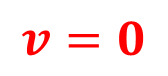 v = 0